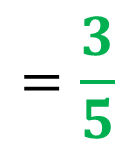 = 3/5